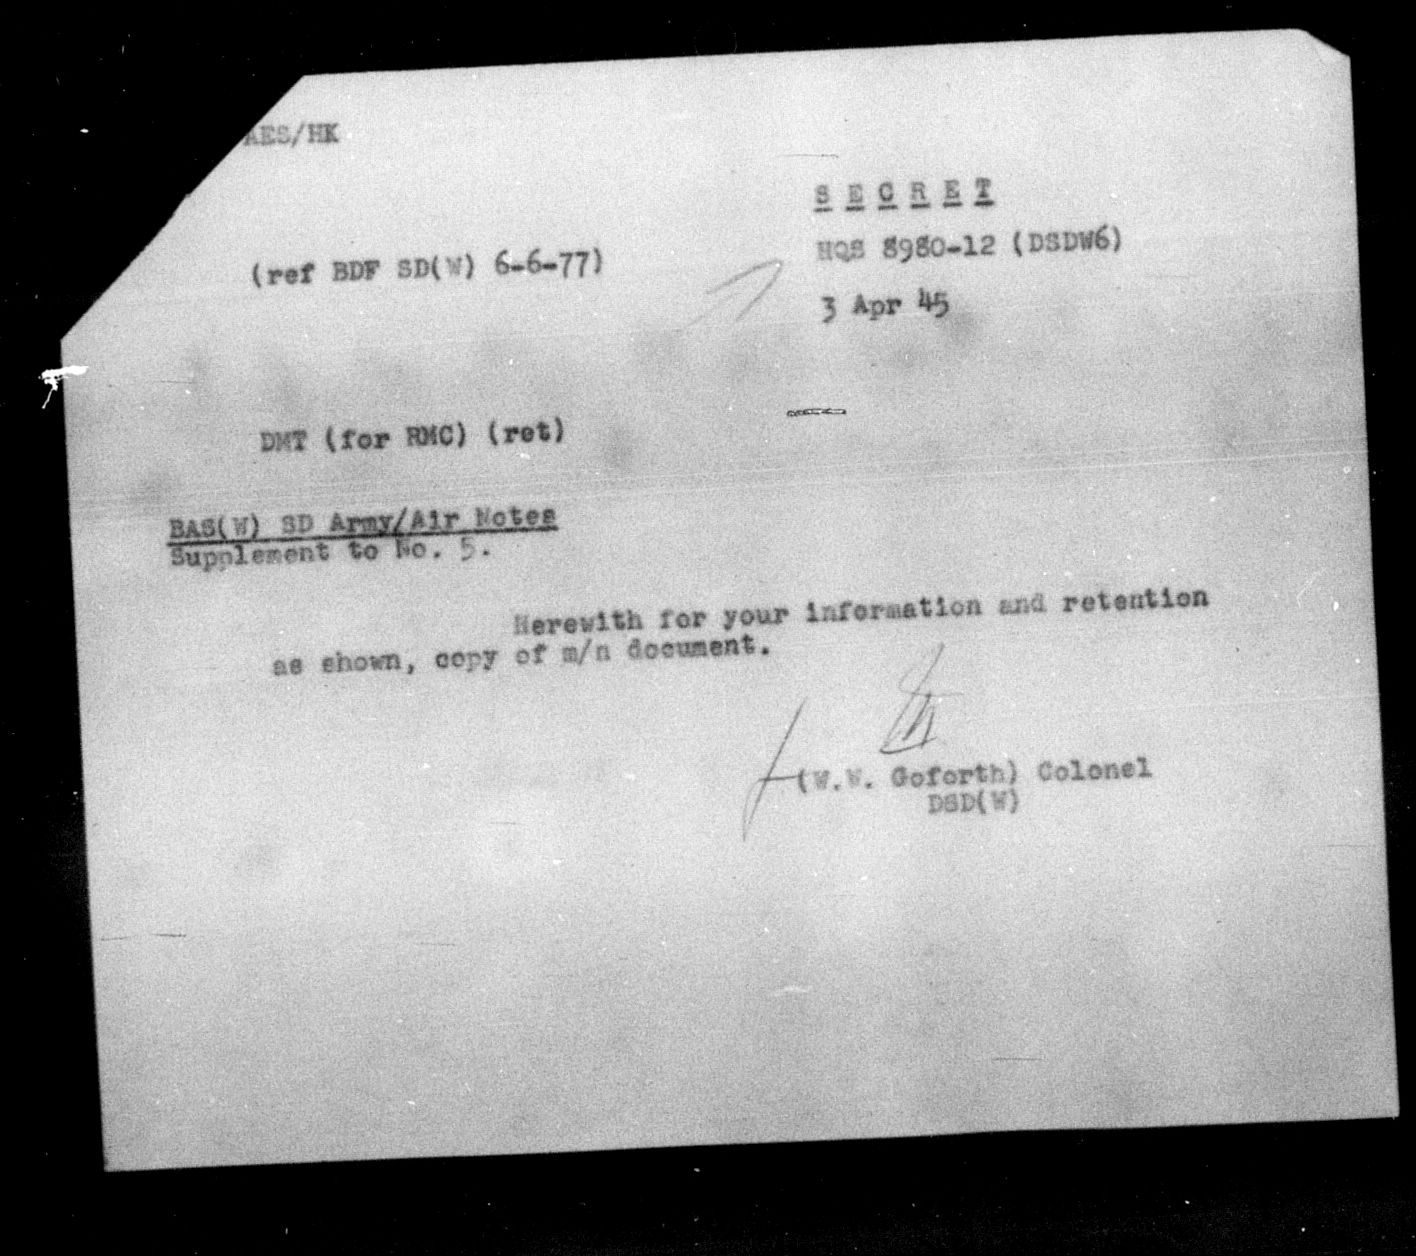 AES/HK
S E C R E T
(ref BDF SD(W) 6-6-77)
HQS 8980-12 (DSDW6)
3 Apr 45
DMT (for RMC) (ret)
BAS(W) SD Army/Air Notes
Supplement to No. 5.
Herewith for your information and retention
as shown, copy of m/n document.
(W.W. Goforth) Colonel
DSD(W)